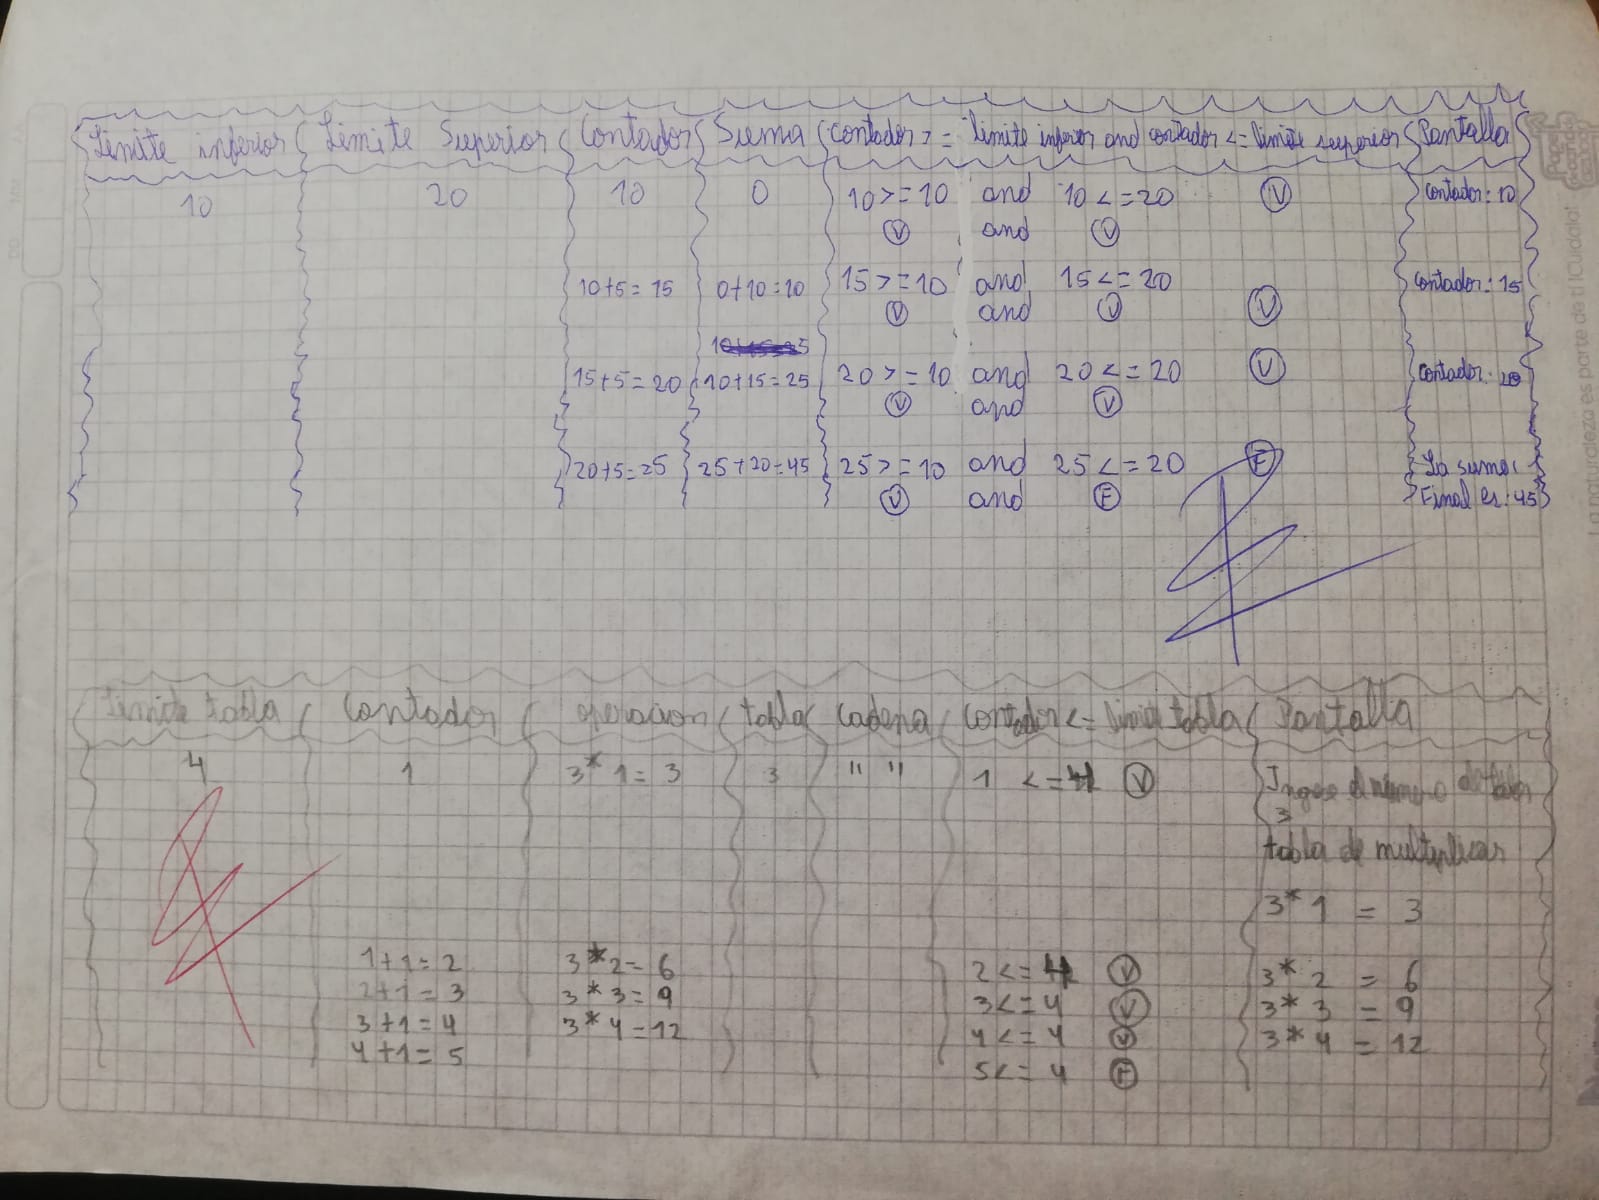 Limite inferior Limite Superior Contador Suma contador >= limite inferior and contador <= limite superior Pantalla
10 20 10 0 10 >= 10 and 10 <= 20 V contador: 10
V and V
10+5=15 0+10=10 15 >= 10 and 15 <= 20 contador: 15
V and V V
15+5=20 10+15=25 20 >= 10 and 20 <= 20 V contador: 20
V and V
20+5=25 25+20=45 25 >= 10 and 25 <= 20 F La suma
V and F Final es: 45
Limite tabla Contador operacion tabla Cadena contador <= limite tabla Pantalla
4 1 3*1=3 3 " " 1 <= 4 V Ingese el numero de
3
tabla de multiplicar
3*1 = 3
1+1=2 3*2=6 2<=4 V 3*2 = 6
2+1=3 3*3=9 3<=4 V 3*3 = 9
3+1=4 3*4=12 4<=4 V 3*4 = 12
4+1=5 5<=4 F
DD MM AA
La naturaleza es parte de ti ¡Cuídala!